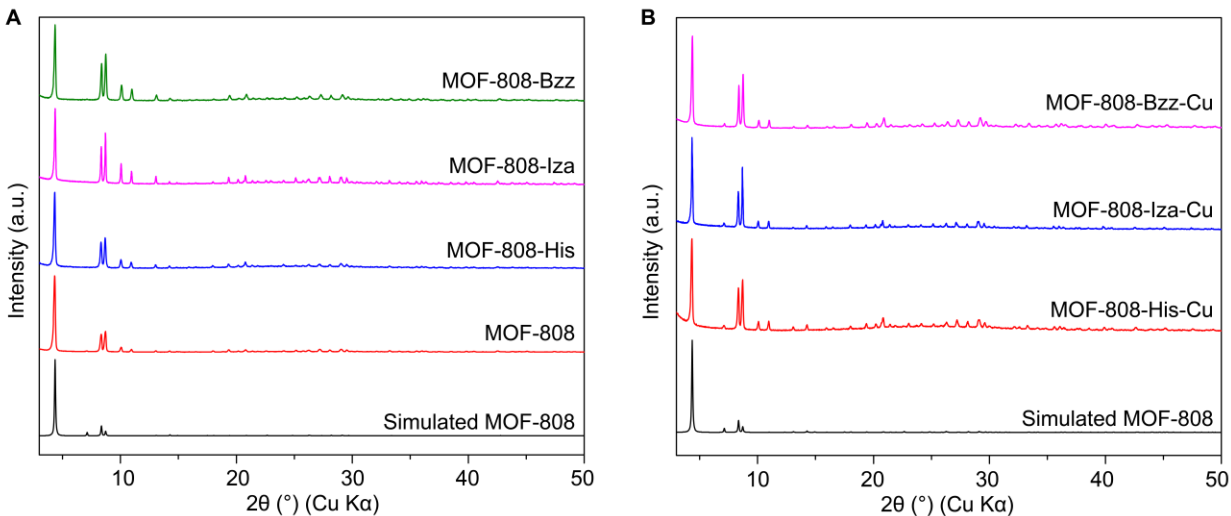 A
Intensity (a.u.)
MOF-808-Bzz
MOF-808-Iza
MOF-808-His
MOF-808
Simulated MOF-808
10 20 30 40 50
2θ (°) (Cu Kα)
B
Intensity (a.u.)
MOF-808-Bzz-Cu
MOF-808-Iza-Cu
MOF-808-His-Cu
Simulated MOF-808
10 20 30 40 50
2θ (°) (Cu Kα)